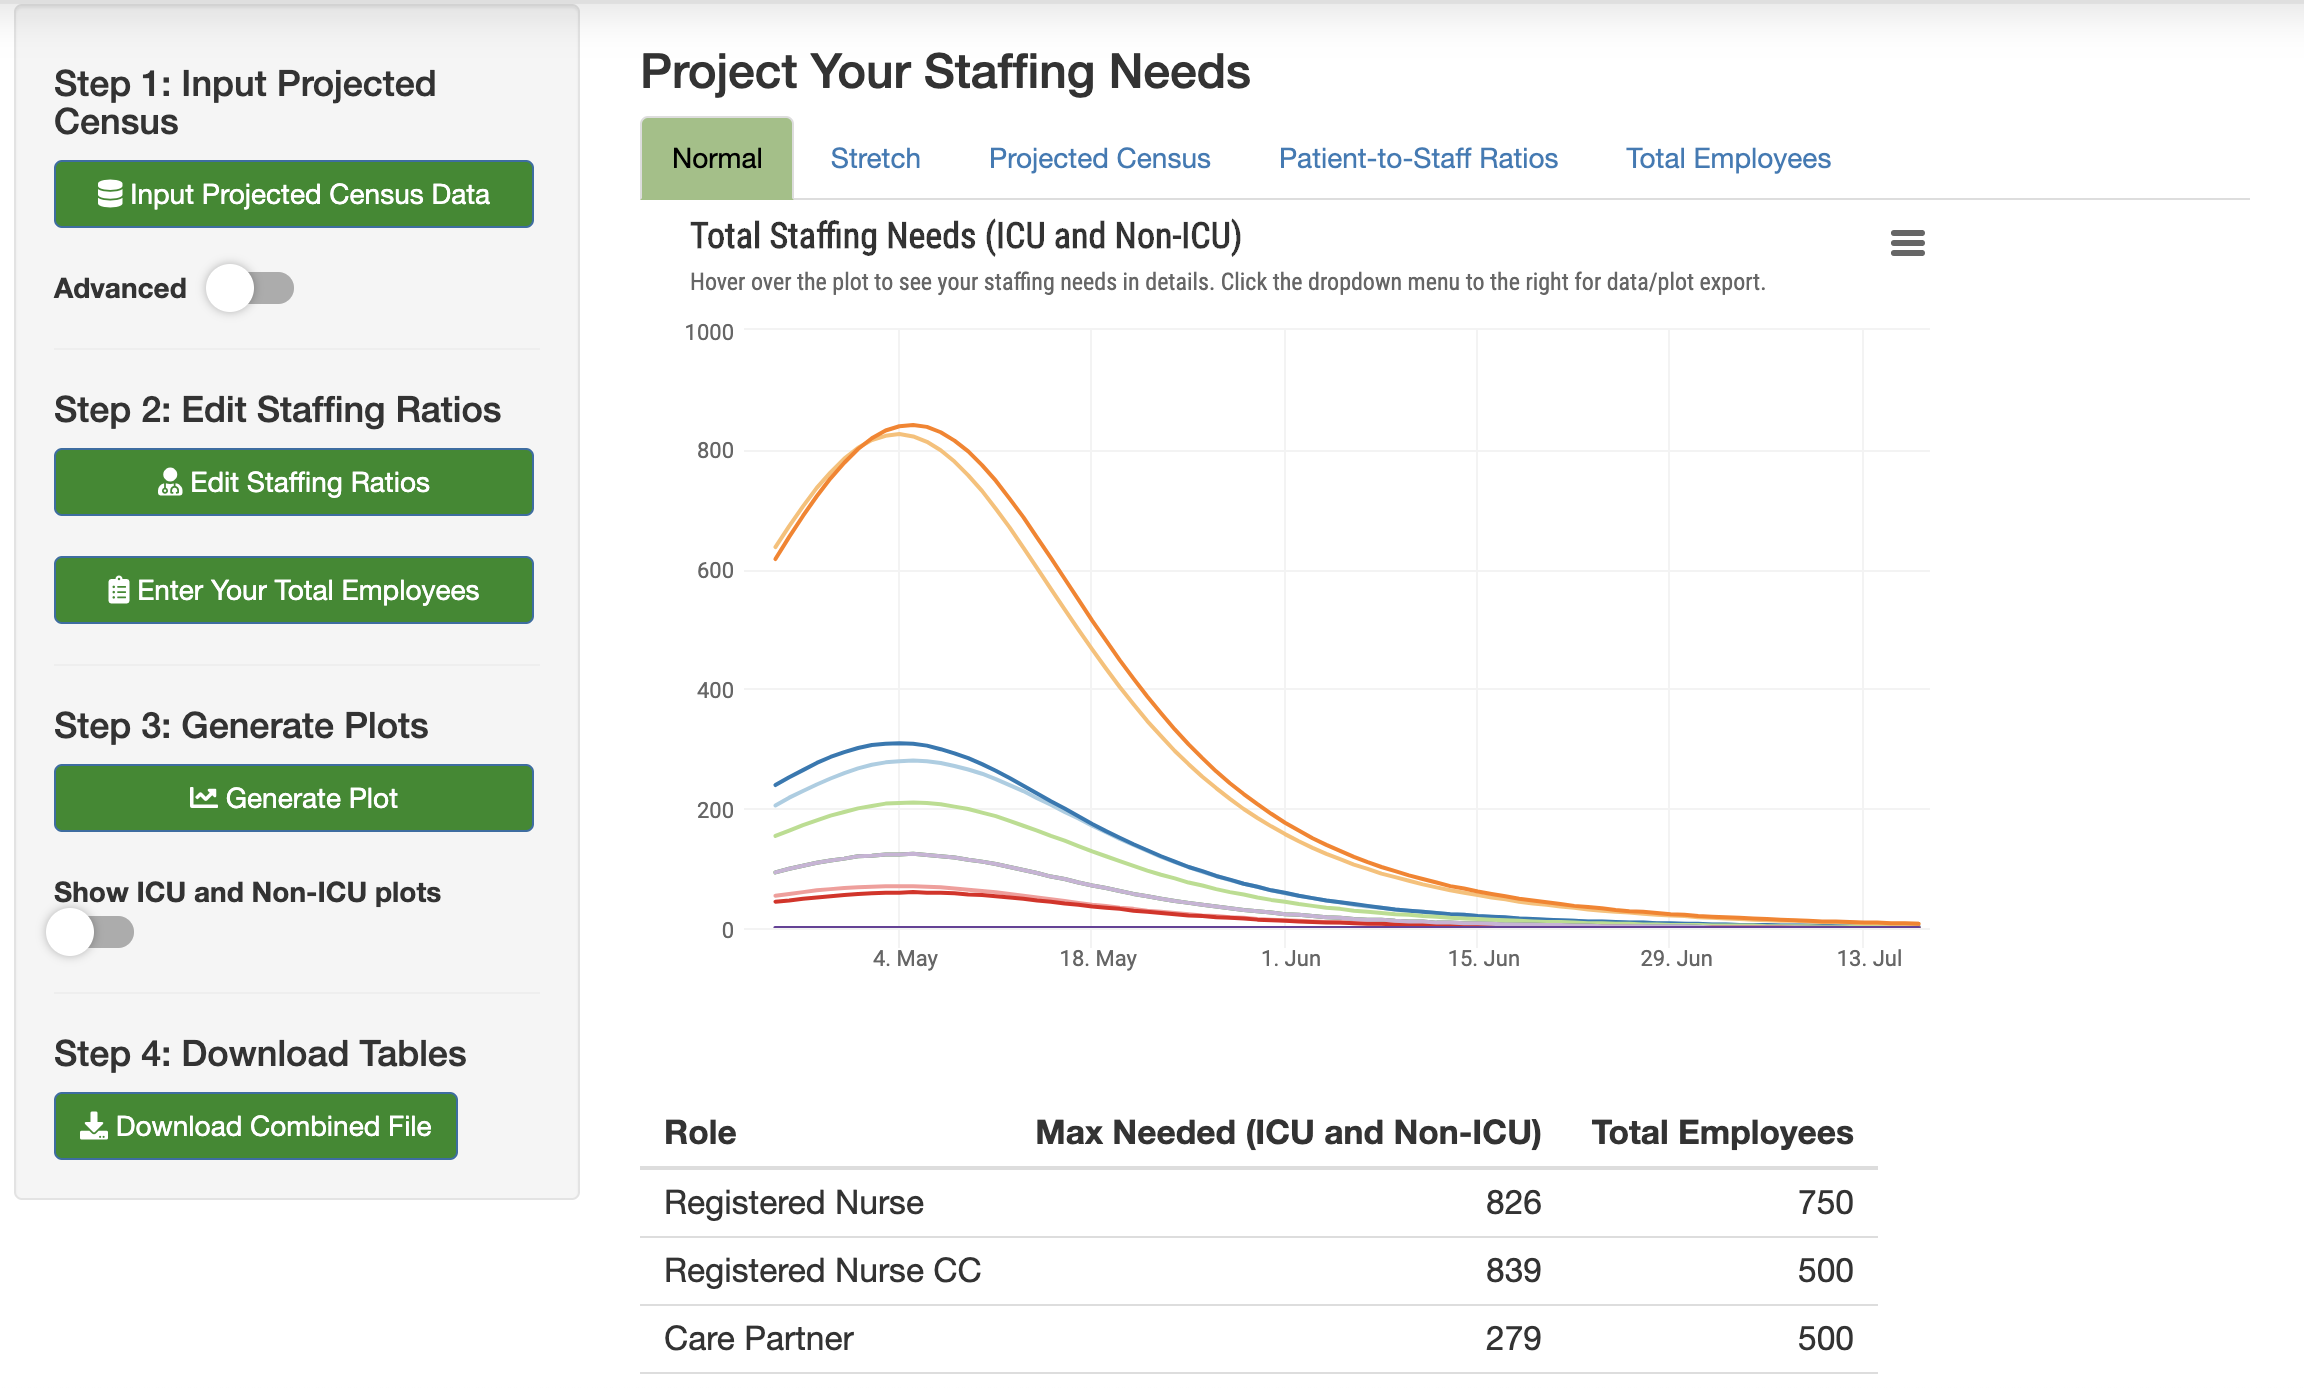 Step 1: Input Projected
Census
Input Projected Census Data
Advanced
Step 2: Edit Staffing Ratios
Edit Staffing Ratios
Enter Your Total Employees
Step 3: Generate Plots
Generate Plot
Show ICU and Non-ICU plots
Step 4: Download Tables
Download Combined File
Project Your Staffing Needs
Normal Stretch Projected Census Patient-to-Staff Ratios Total Employees
Total Staffing Needs (ICU and Non-ICU)
Hover over the plot to see your staffing needs in details. Click the dropdown menu to the right for data/plot export.
1000
800
600
400
200
0
4. May 18. May 1. Jun 15. Jun 29. Jun 13. Jul
Role Max Needed (ICU and Non-ICU) Total Employees
Registered Nurse 826 750
Registered Nurse CC 839 500
Care Partner 279 500